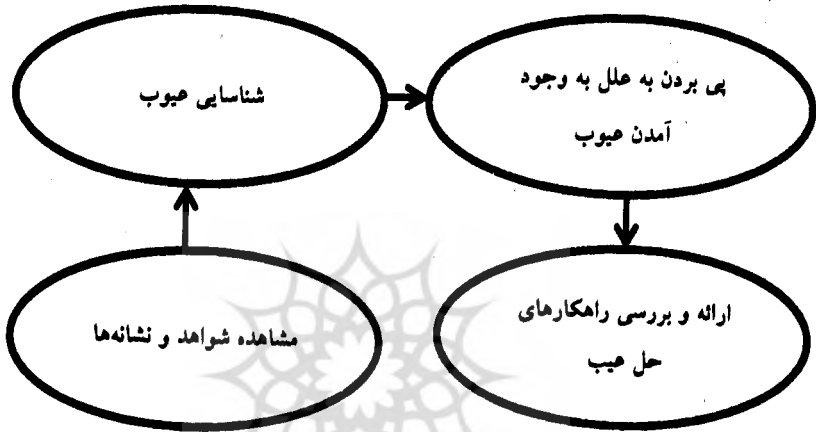 شناسایی عیوب
پی بردن به علل به وجود
آمدن عیوب
مشاهده شواهد و نشانه‌ها
ارائه و بررسی راهکارهای
حل عیب